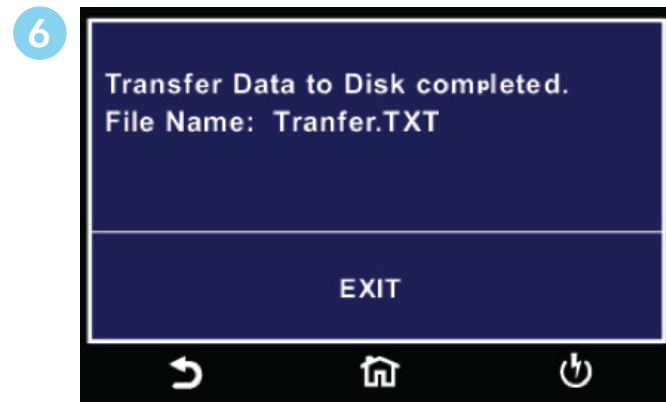 6
Transfer Data to Disk completed.
File Name: Tranfer.TXT
EXIT